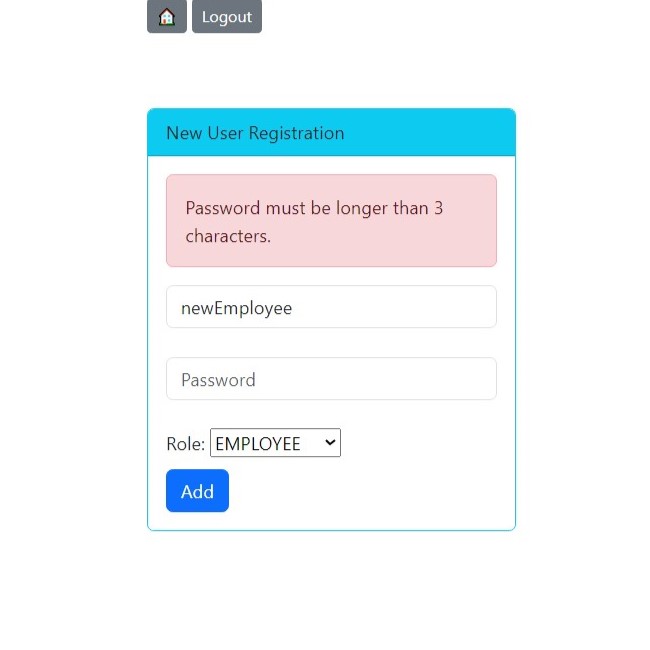 Logout
New User Registration
Password must be longer than 3
characters.
newEmployee
Password
Role: EMPLOYEE
Add